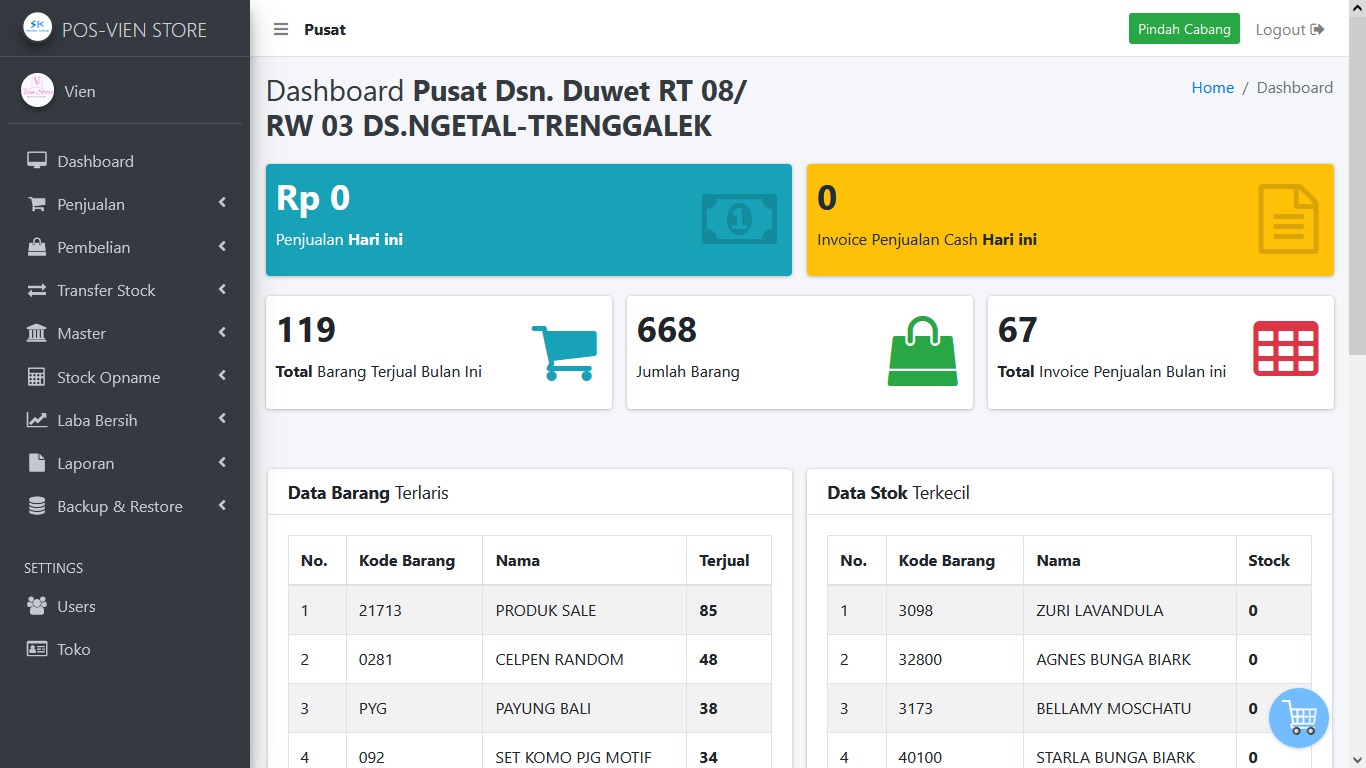 POS-VIEN STORE
Pusat
Pindah Cabang
Logout
Vien
Dashboard
Penjualan
Pembelian
Transfer Stock
Master
Stock Opname
Laba Bersih
Laporan
Backup & Restore
SETTINGS
Users
Toko
Dashboard Pusat Dsn. Duwet RT 08/
RW 03 DS.NGETAL-TRENGGALEK
Home / Dashboard
Rp 0
Penjualan Hari ini
0
Invoice Penjualan Cash Hari ini
119
Total Barang Terjual Bulan Ini
668
Jumlah Barang
67
Total Invoice Penjualan Bulan ini
Data Barang Terlaris
No. Kode Barang Nama Terjual
1 21713 PRODUK SALE 85
2 0281 CELPEN RANDOM 48
3 PYG PAYUNG BALI 38
4 092 SET KOMO PJG MOTIF 34
Data Stok Terkecil
No. Kode Barang Nama Stock
1 3098 ZURI LAVANDULA 0
2 32800 AGNES BUNGA BIARK 0
3 3173 BELLAMY MOSCHATU 0
4 40100 STARLA BUNGA BIARK 0